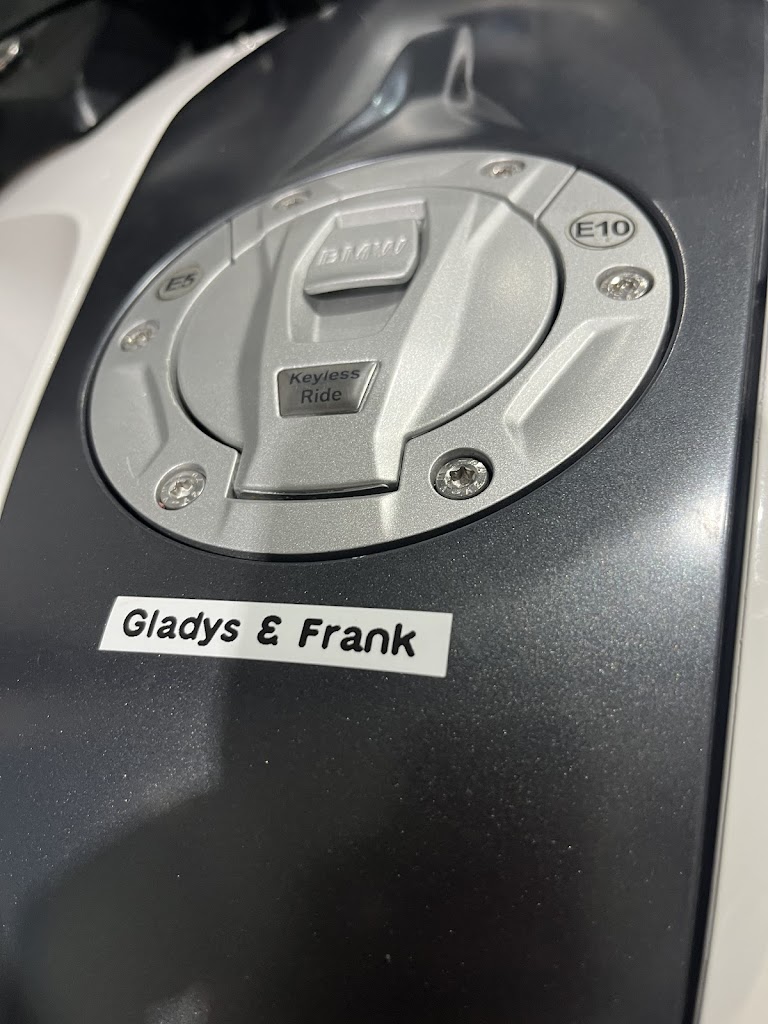 BMW
E5
E10
Keyless
Ride
Gladys & Frank